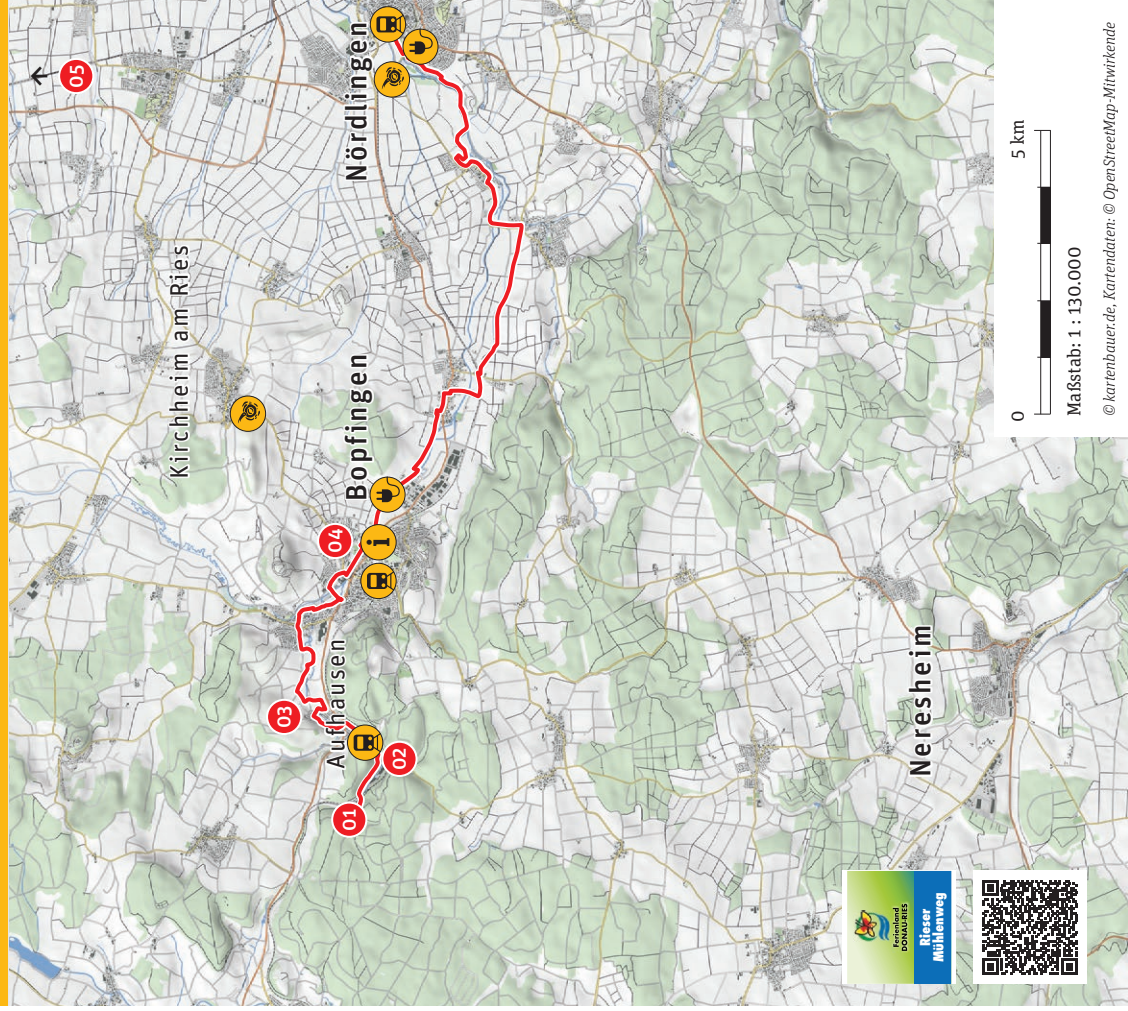 05
Nördlingen
Kirchheim am Ries
Bopfingen
04
i
Aufhausen
03
02
01
Neresheim
Ferienland
DONAU-RIES
Rieser
Mühlenweg
0
5 km
Maßstab: 1 : 130.000
© kartenbauer.de, Kartendaten: © OpenStreetMap-Mitwirkende